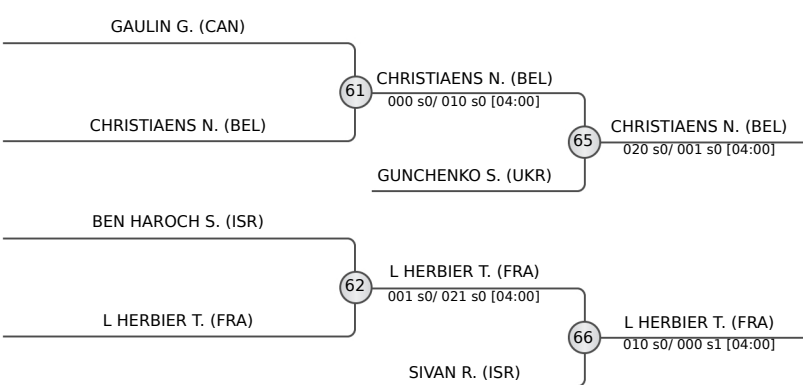 GAULIN G. (CAN)
61
CHRISTIAENS N. (BEL)
000 s0/ 010 s0 [04:00]
CHRISTIAENS N. (BEL)
65
CHRISTIAENS N. (BEL)
020 s0/ 001 s0 [04:00]
GUNCHENKO S. (UKR)
BEN HAROCH S. (ISR)
62
L HERBIER T. (FRA)
001 s0/ 021 s0 [04:00]
L HERBIER T. (FRA)
66
L HERBIER T. (FRA)
010 s0/ 000 s1 [04:00]
SIVAN R. (ISR)